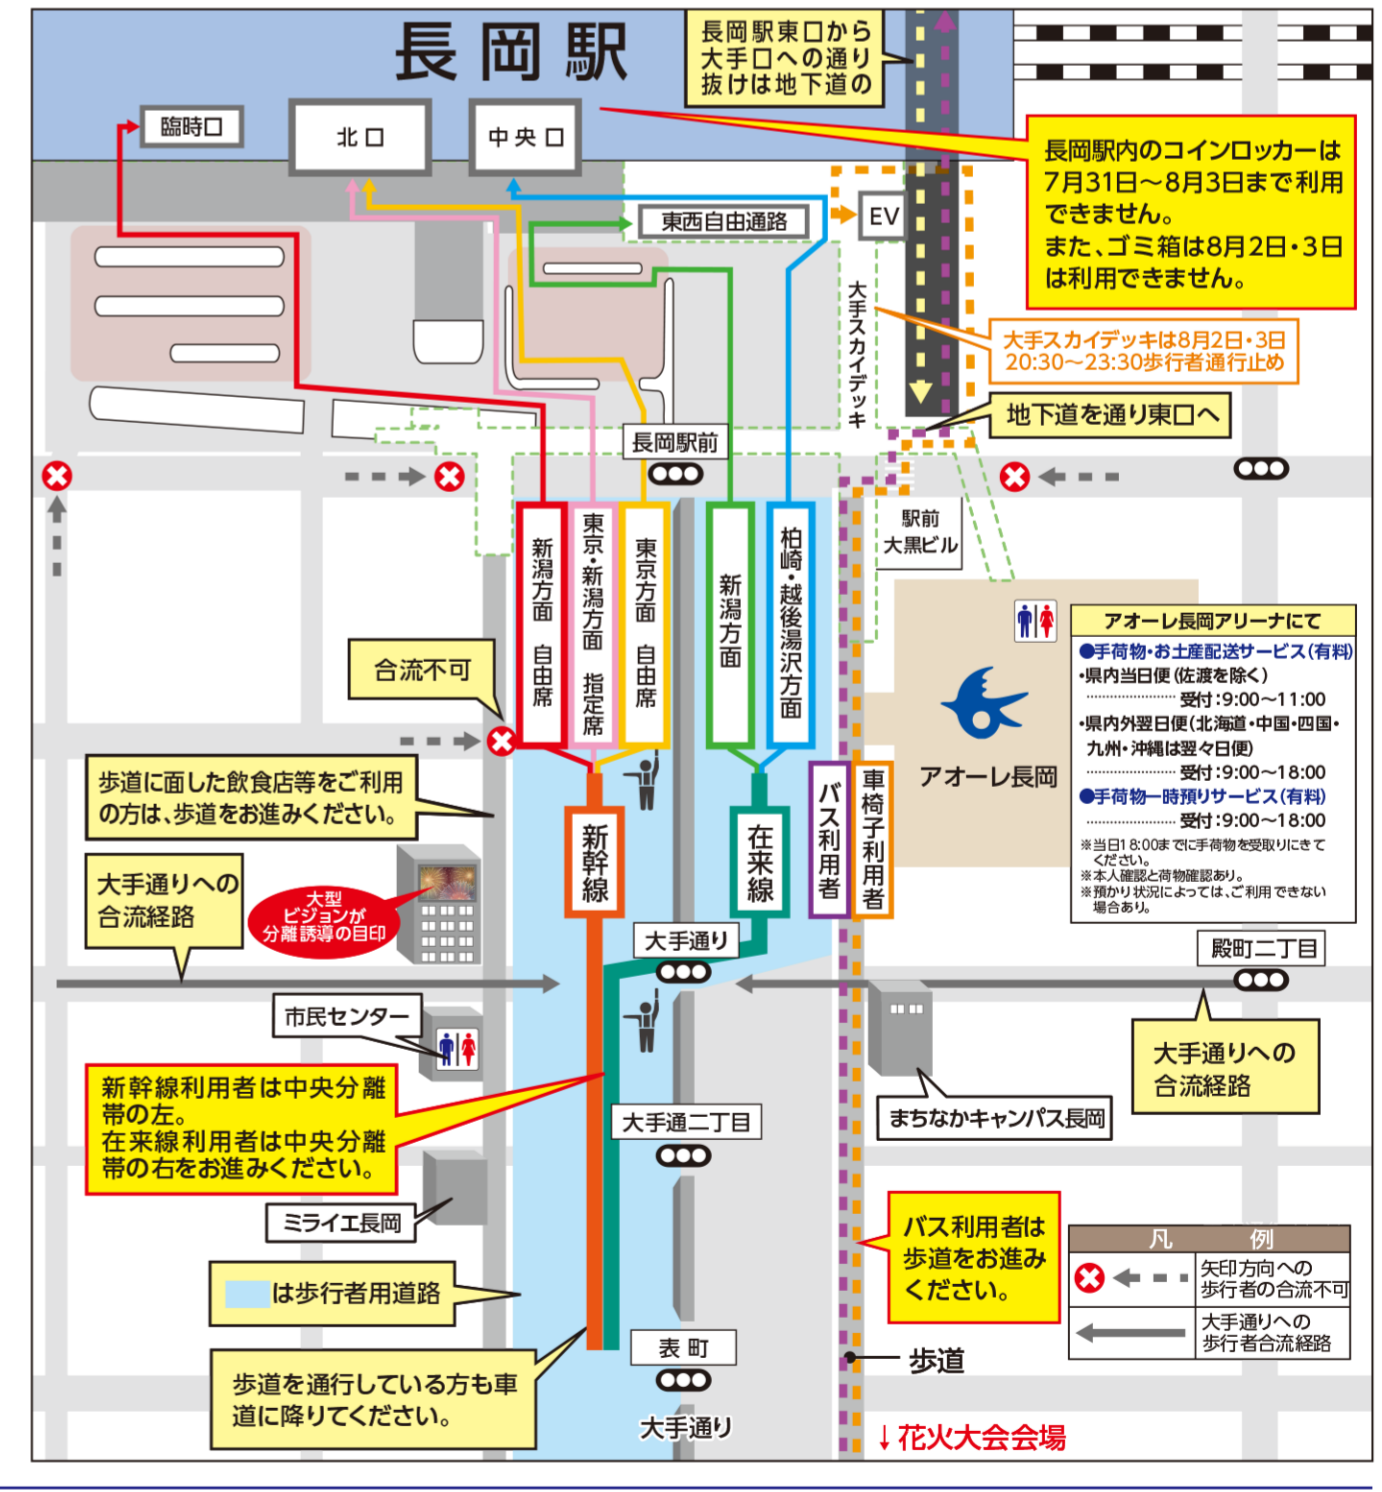 長岡駅
長岡駅東口から
大手口への通り
抜けは地下道の
臨時口
北口
中央口
東西自由通路
EV
長岡駅内のコインロッカーは
7月31日～8月3日まで利用
できません。
また、ゴミ箱は8月2日・3日
は利用できません。
大手スカイデッキ
大手スカイデッキは8月2日・3日
20:30～23:30歩行者通行止め
地下道を通り東口へ
長岡駅前
駅前
大黒ビル
新潟方面 自由席
東京・新潟方面 指定席
東京方面 自由席
新潟方面
柏崎・越後湯沢方面
合流不可
アオーレ長岡
アオーレ長岡アリーナにて
●手荷物・お土産配送サービス(有料)
・県内当日便(佐渡を除く)
受付:9:00～11:00
・県内外翌日便(北海道・中国・四国・
九州・沖縄は翌々日便)
受付:9:00～18:00
●手荷物一時預りサービス(有料)
受付:9:00～18:00
※当日18:00までに手荷物を受取りにきて
ください。
※本人確認と荷物確認あり。
※預かり状況によっては、ご利用できない
場合あり。
歩道に面した飲食店等をご利用
の方は、歩道をお進みください。
新幹線
在来線
バス利用者
車椅子利用者
大手通りへの
合流経路
大型
ビジョンが
分離誘導の目印
大手通り
殿町二丁目
市民センター
大手通りへの
合流経路
新幹線利用者は中央分離
帯の左。
在来線利用者は中央分離
帯の右をお進みください。
大手通二丁目
まちなかキャンパス長岡
ミライエ長岡
バス利用者は
歩道をお進み
ください。
凡例
矢印方向への
歩行者の合流不可
大手通りへの
歩行者合流経路
は歩行者用道路
表町
歩道
歩道を通行している方も車
道に降りてください。
大手通り
↓花火大会会場